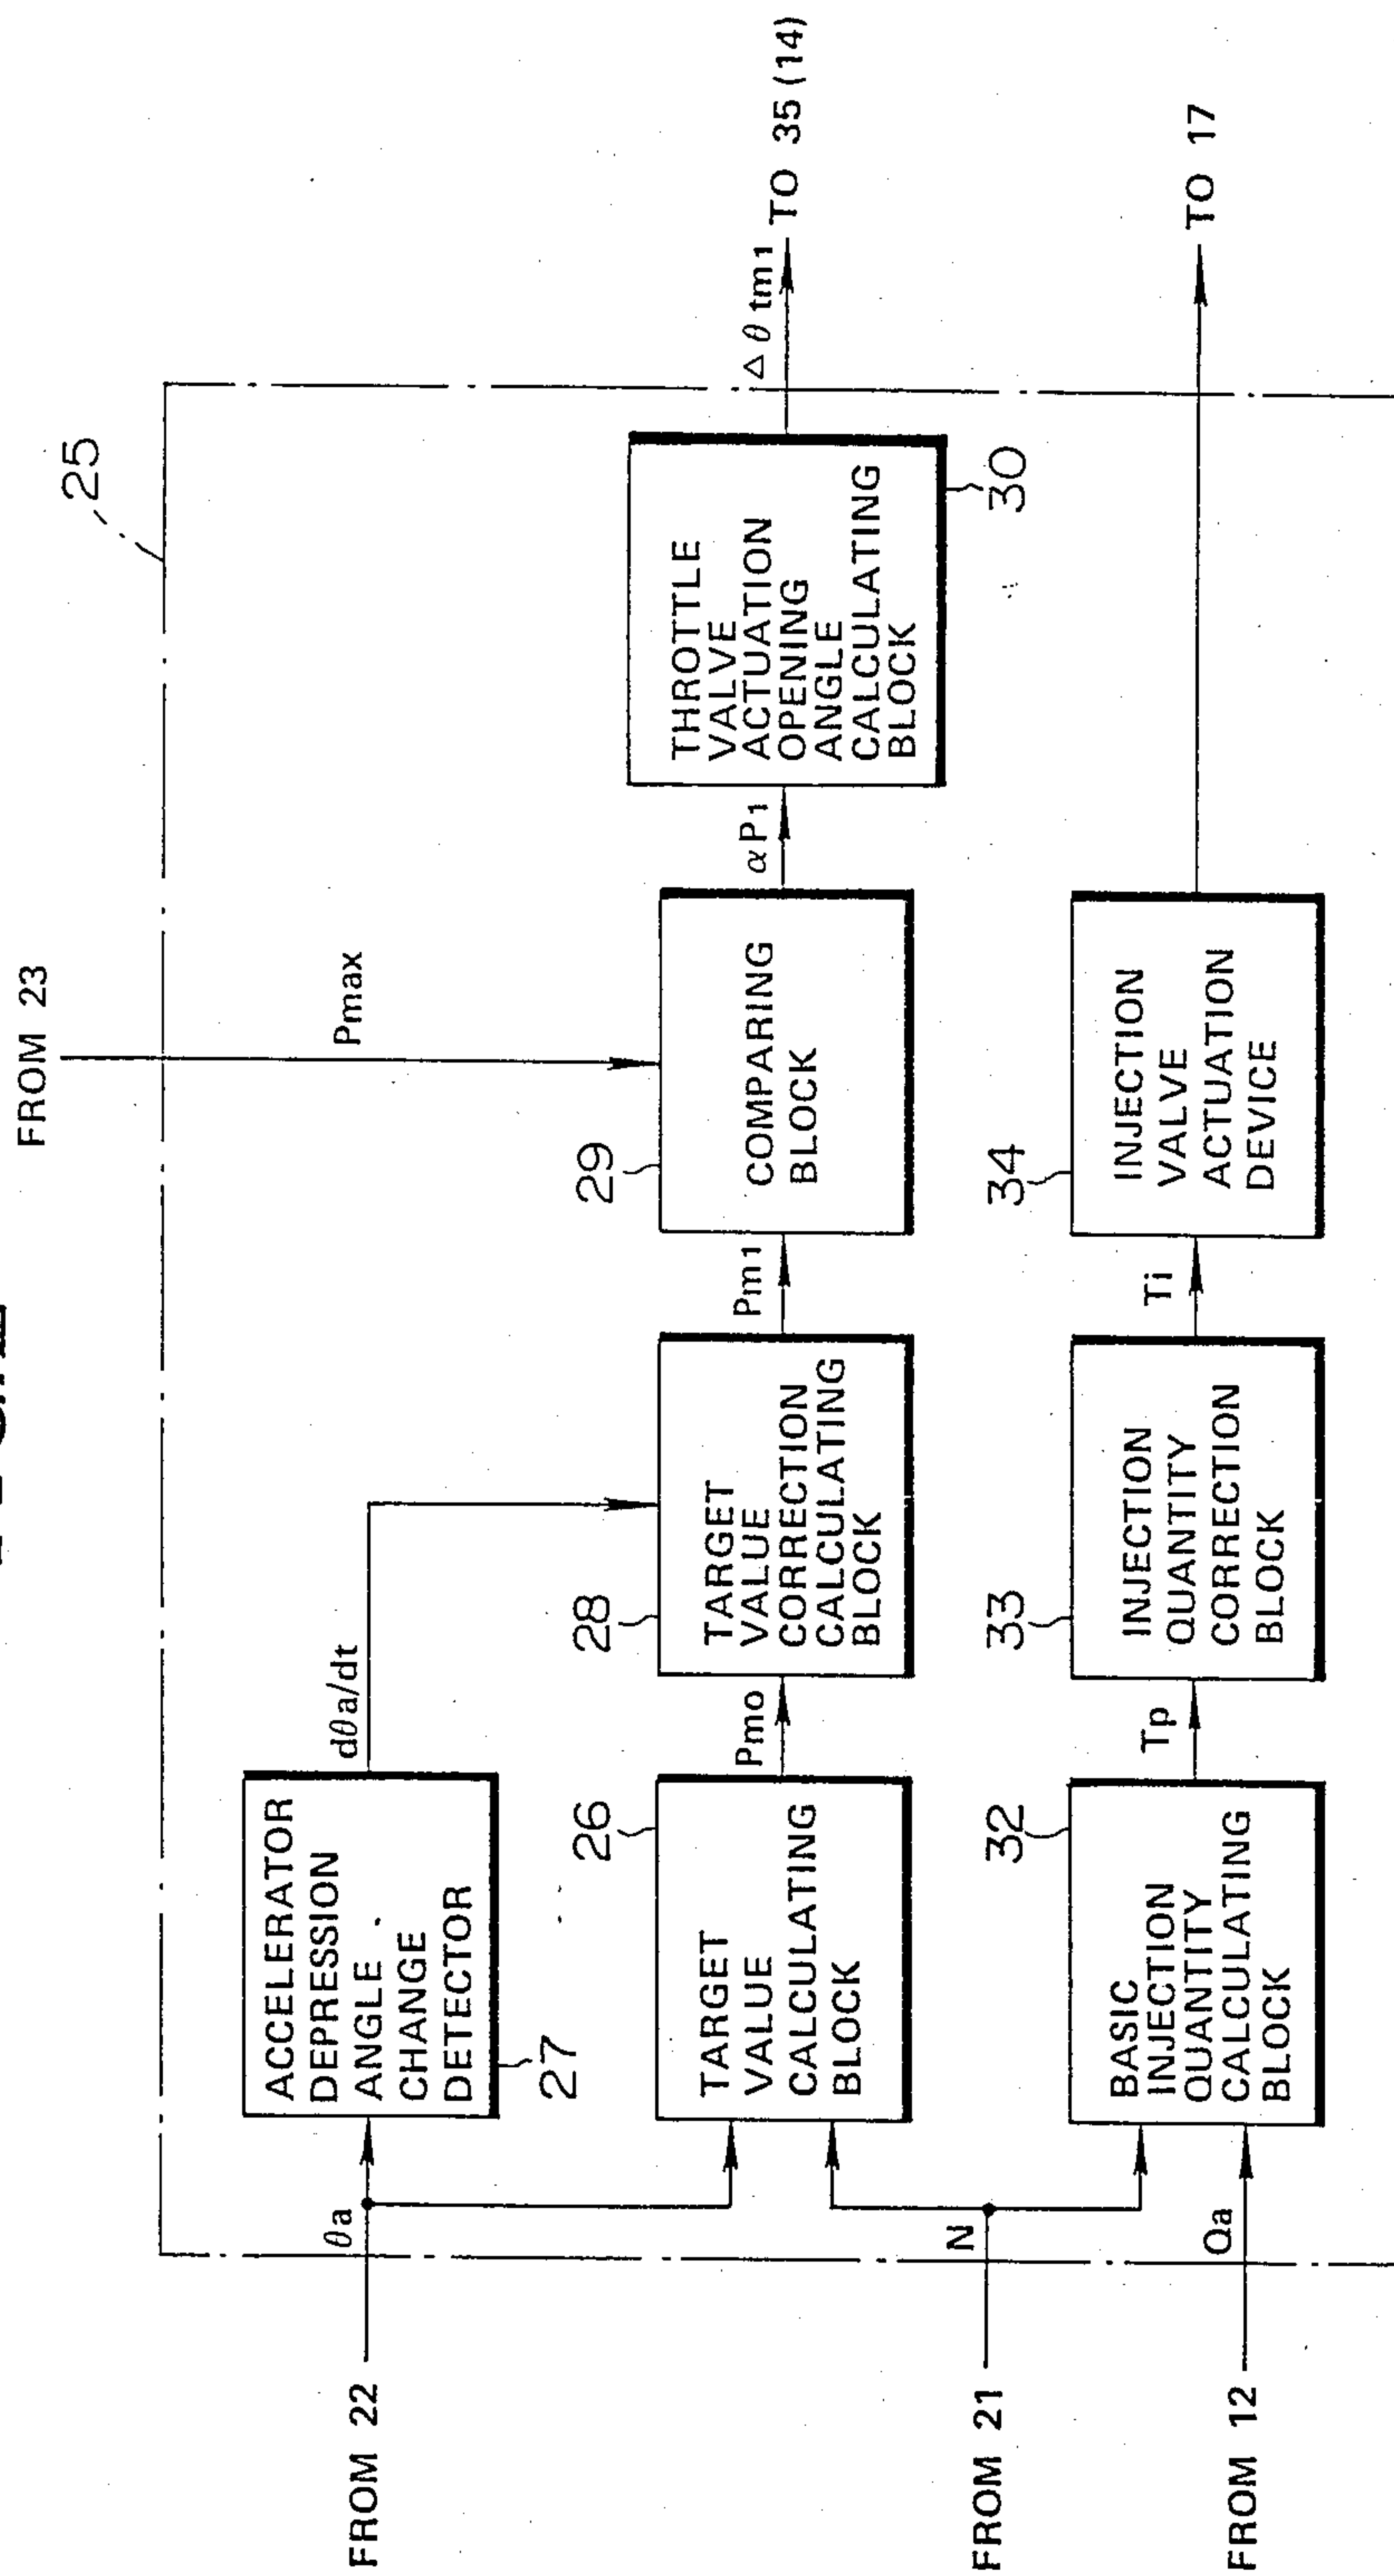 FROM 23
25
Pmax
FROM 22
θa
ACCELERATOR
DEPRESSION
ANGLE
CHANGE
DETECTOR
27
dθa/dt
26
TARGET
VALUE
CALCULATING
BLOCK
Pmo
28
TARGET
VALUE
CORRECTION
CALCULATING
BLOCK
Pm1
29
COMPARING
BLOCK
αP1
THROTTLE
VALVE
ACTUATION
OPENING
ANGLE
CALCULATING
BLOCK
30
Δθtm1
TO 35 (14)
FROM 21
N
FROM 12
Qa
32
BASIC
INJECTION
QUANTITY
CALCULATING
BLOCK
Tp
33
INJECTION
QUANTITY
CORRECTION
BLOCK
Ti
34
INJECTION
VALVE
ACTUATION
DEVICE
TO 17